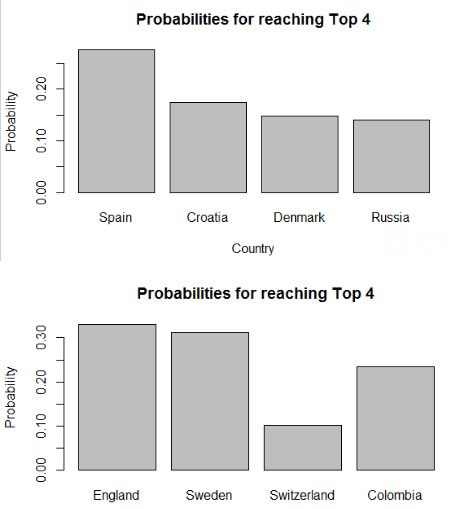 Probabilities for reaching Top 4
Probability
0.00 0.10 0.20
Spain Croatia Denmark Russia
Country
Probabilities for reaching Top 4
Probability
0.00 0.10 0.20 0.30
England Sweden Switzerland Colombia